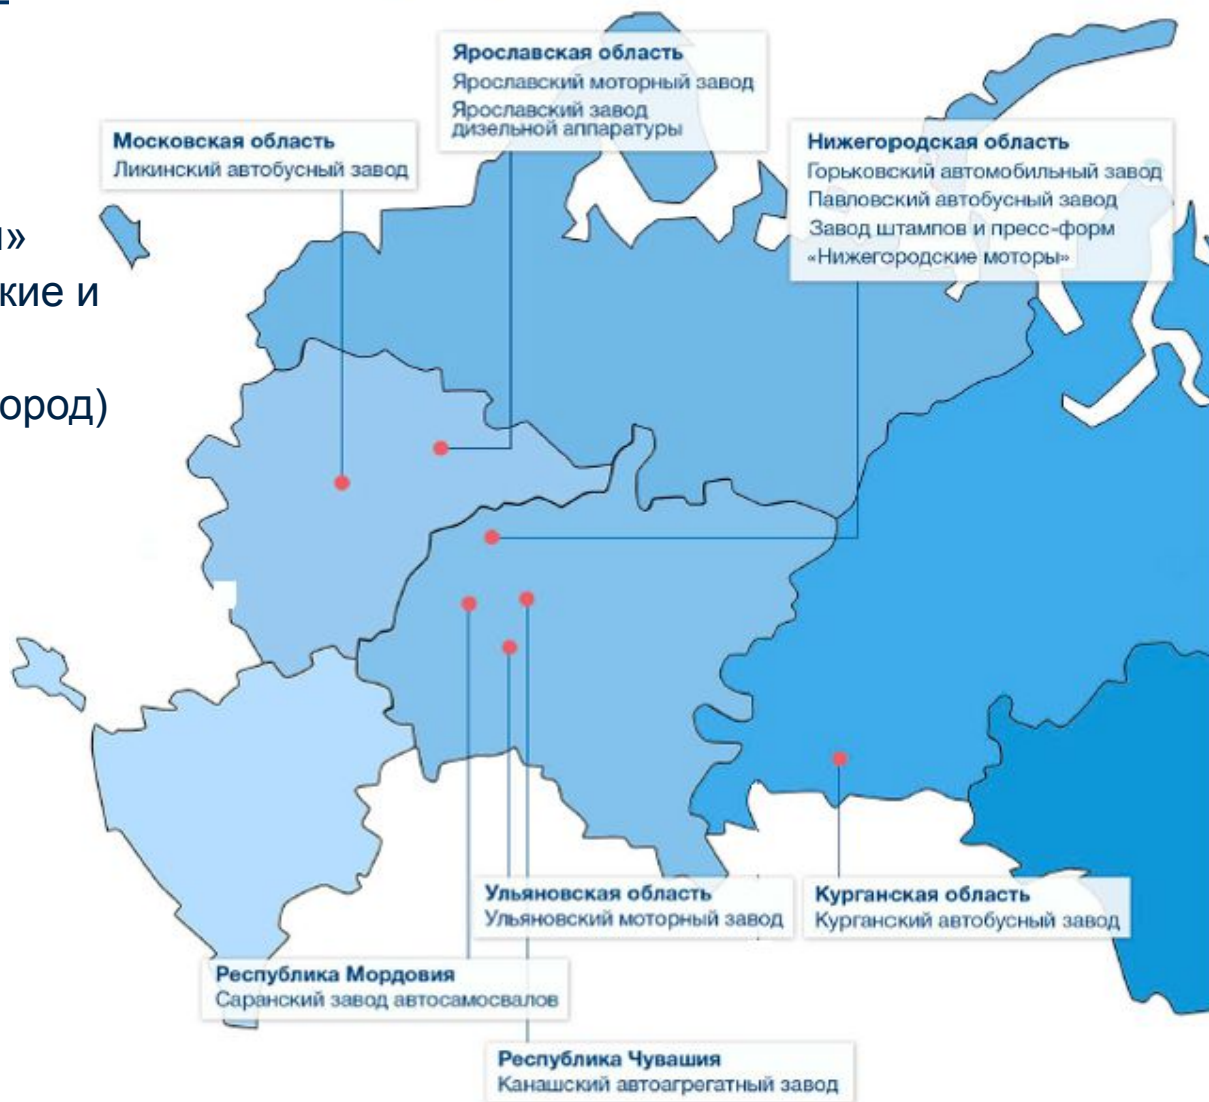 Ярославская область
Ярославский моторный завод
Ярославский завод
дизельной аппаратуры
Московская область
Ликинский автобусный завод
Нижегородская область
Горьковский автомобильный завод
Павловский автобусный завод
Завод штампов и пресс-форм
«Нижегородские моторы»
кие и
ород)
Ульяновская область
Ульяновский моторный завод
Курганская область
Курганский автобусный завод
Республика Мордовия
Саранский завод автосамосвалов
Республика Чувашия
Канашский автоагрегатный завод